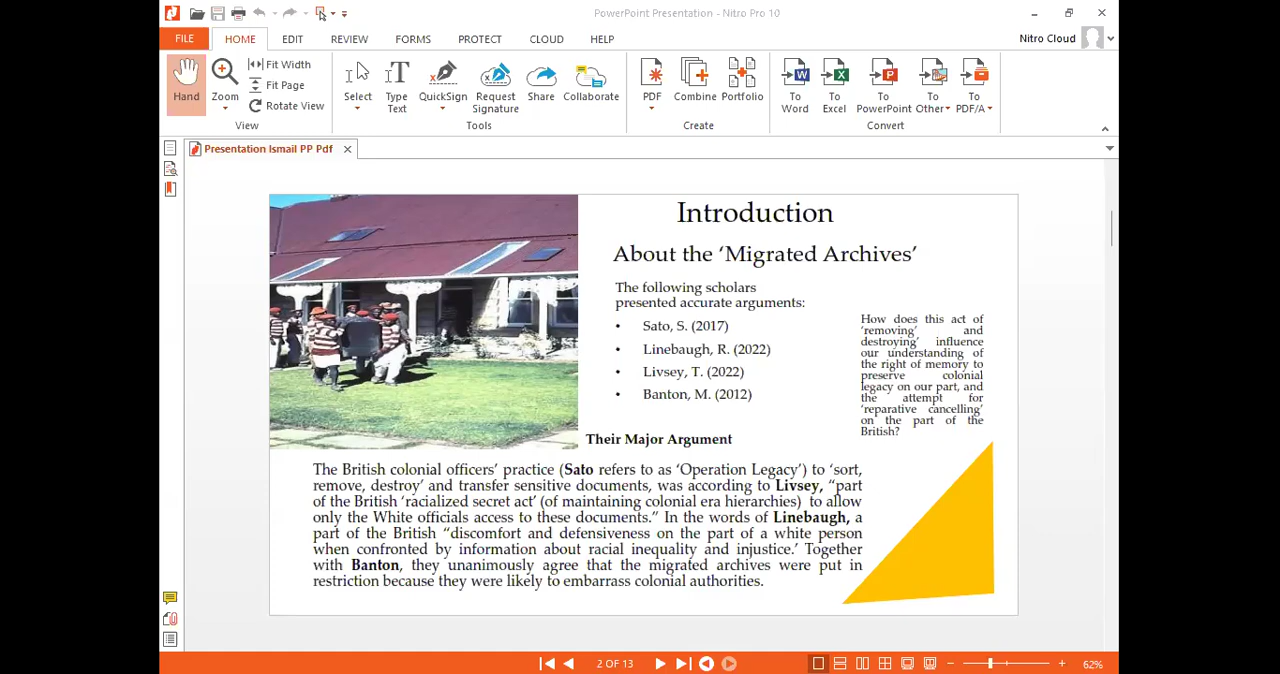 PowerPoint Presentation - Nitro Pro 10
FILE
HOME
EDIT
REVIEW
FORMS
PROTECT
CLOUD
HELP
Nitro Cloud
Hand
Zoom
Fit Width
Fit Page
Rotate View
View
Select
Type
Text
QuickSign
Request
Signature
Share
Collaborate
Tools
PDF
Combine
Portfolio
Create
To
Word
To
Excel
To
PowerPoint
To
Other
To
PDF/A
Convert
Presentation Ismail PP Pdf
Introduction
About the ‘Migrated Archives’
The following scholars
presented accurate arguments:
• Sato, S. (2017)
• Linebaugh, R. (2022)
• Livsey, T. (2022)
• Banton, M. (2012)
How does this act of
‘removing’ and
destroying’ influence
our understanding of
the right of memory to
preserve colonial
legacy on our part, and
the attempt for
‘reparative cancelling’
on the part of the
British?
Their Major Argument
The British colonial officers’ practice (Sato refers to as ‘Operation Legacy’) to ‘sort,
remove, destroy’ and transfer sensitive documents, was according to Livsey, “part
of the British ‘racialized secret act’ (of maintaining colonial era hierarchies) to allow
only the White officials access to these documents.” In the words of Linebaugh, a
part of the British “discomfort and defensiveness on the part of a white person
when confronted by information about racial inequality and injustice.’ Together
with Banton, they unanimously agree that the migrated archives were put in
restriction because they were likely to embarrass colonial authorities.
2 OF 13
62%